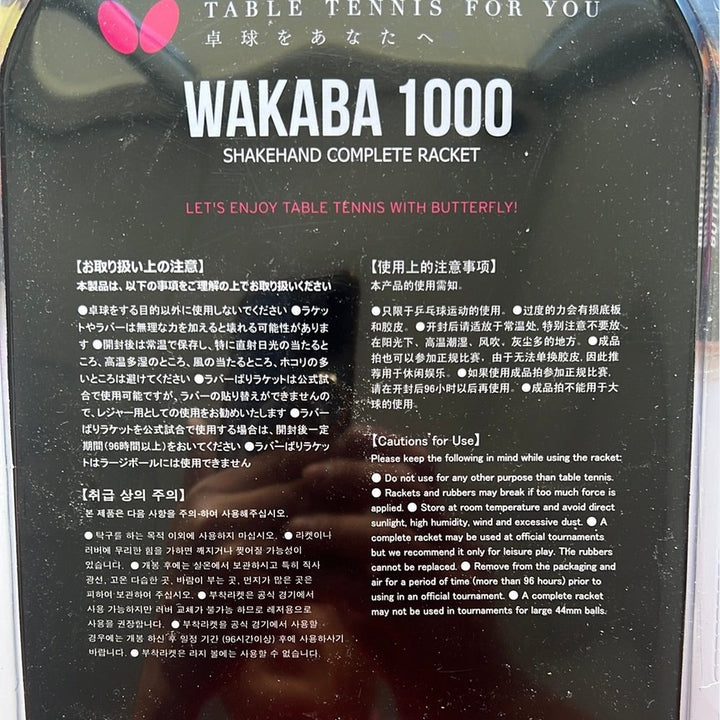 TABLE TENNIS FOR YOU
卓球をあなたへ
WAKABA 1000
SHAKEHAND COMPLETE RACKET
LET'S ENJOY TABLE TENNIS WITH BUTTERFLY!
【お取り扱い上の注意】
本製品は、以下の事項をご理解の上でお取り扱いください
●卓球をする目的以外に使用しないでください ●ラケッ
トやラバーは無理な力を加えると壊れる可能性がありま
す ●開封後は常温で保存し、特に直射日光の当たると
ころ、高温多湿のところ、風の当たるところ、ホコリの多
いところは避けてください ●ラバーばりラケットは公式試
合で使用可能ですが、ラバーの貼り替えができませんの
で、レジャー用としての使用をお勧めいたします ●ラバー
ばりラケットを公式試合で使用する場合は、開封後一定
期間(96時間以上)をおいてください ●ラバーばりラケッ
トはラージボールには使用できません
【취급 상의 주의】
본 제품은 다음 사항을 주의-하여 사용해주십시오.
● 탁구를 하는 목적 이외에 사용하지 마십시오. ● 라켓이나
러버에 무리한 힘을 가하면 깨지거나 찢어질 가능성이
있습니다. ● 개봉 후에는 실온에서 보관하시고 특히 직사
광선, 고온 다습한 곳, 바람이 부는 곳, 먼지가 많은 곳은
피하여 보관하여 주십시오. ● 부착라켓은 공식 경기에서
사용 가능하지만 러버 교체가 불가능 하므로 레저용으로
사용을 권장합니다. ● 부착라켓을 공식 경기에서 사용할
경우에는 개봉 하신 후 일정 기간 (96시간이상) 후에 사용하시기
바랍니다. ● 부착라켓은 라지 볼에는 사용할 수 없습니다.
【使用上的注意事项】
本产品的使用需知。
●只限于乒乓球运动的使用。 ●过度的力会有损底板
和胶皮。 ●开封后请适放于常温处, 特别注意不要放
在阳光下、高温潮湿、风吹、灰尘多的地方。 ●成品
拍也可以参加正规比赛, 由于无法单换胶皮, 因此推
荐用于休闲娱乐。 ●如果使用成品拍参加正规比赛,
请在开封后96小时以后再使用。 ●成品拍不能用于大
球的使用。
【Cautions for Use】
Please keep the following in mind while using the racket:
● Do not use for any other purpose than table tennis.
● Rackets and rubbers may break if too much force is
applied. ● Store at room temperature and avoid direct
sunlight, high humidity, wind and excessive dust. ● A
complete racket may be used at official tournaments
but we recommend it only for leisure play. THe rubbers
cannot be replaced. ● Remove from the packaging and
air for a period of time (more than 96 hours) prior to
using in an official tournament. ● A complete racket
may not be used in tournaments for large 44mm balls.